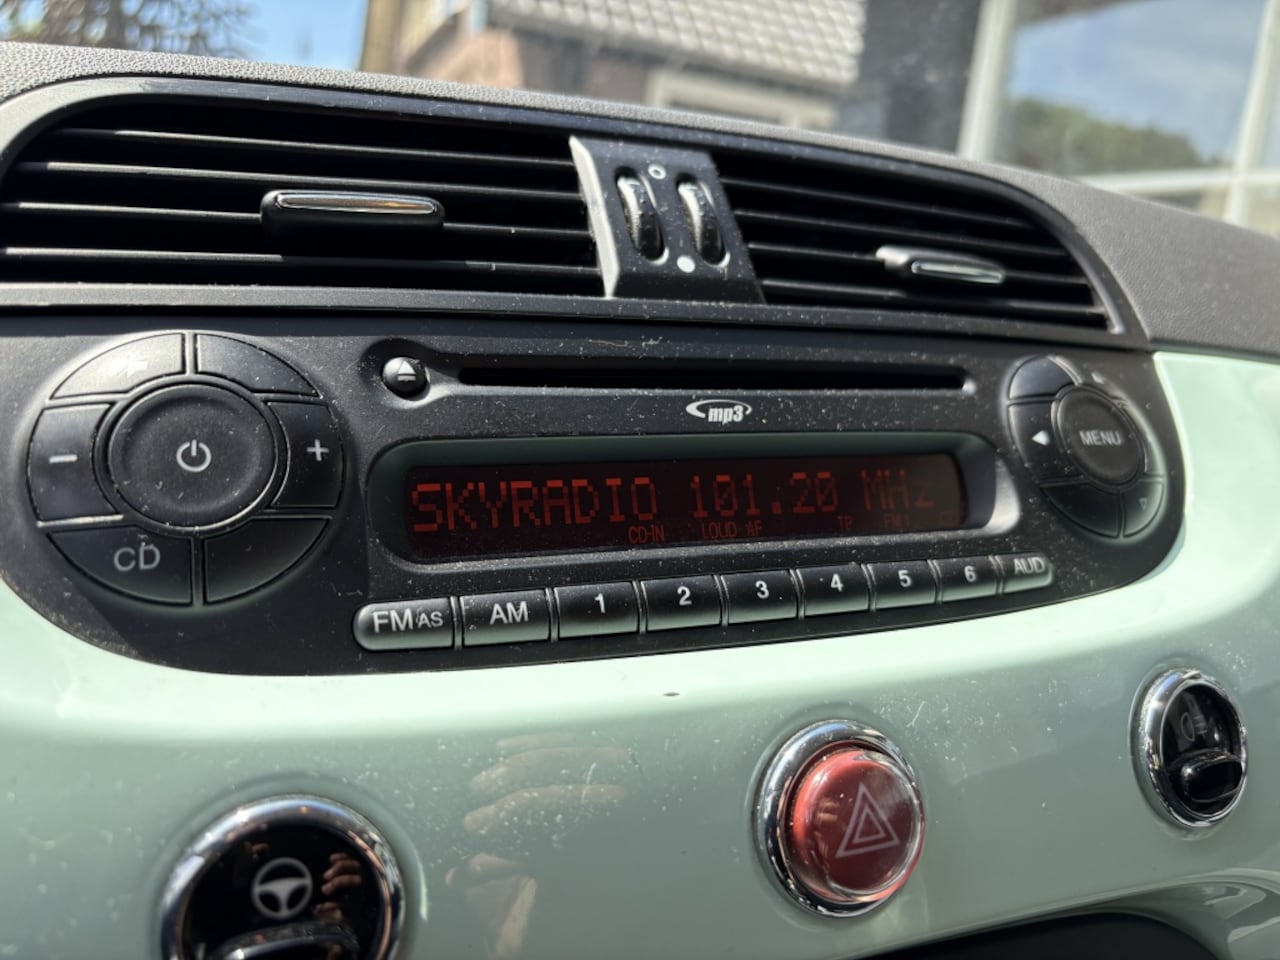 mp3
MENU
SKYRADIO 101.20 MHz
CD-IN LOUD AF TP FM1
CD
FM AS AM 1 2 3 4 5 6 AUD